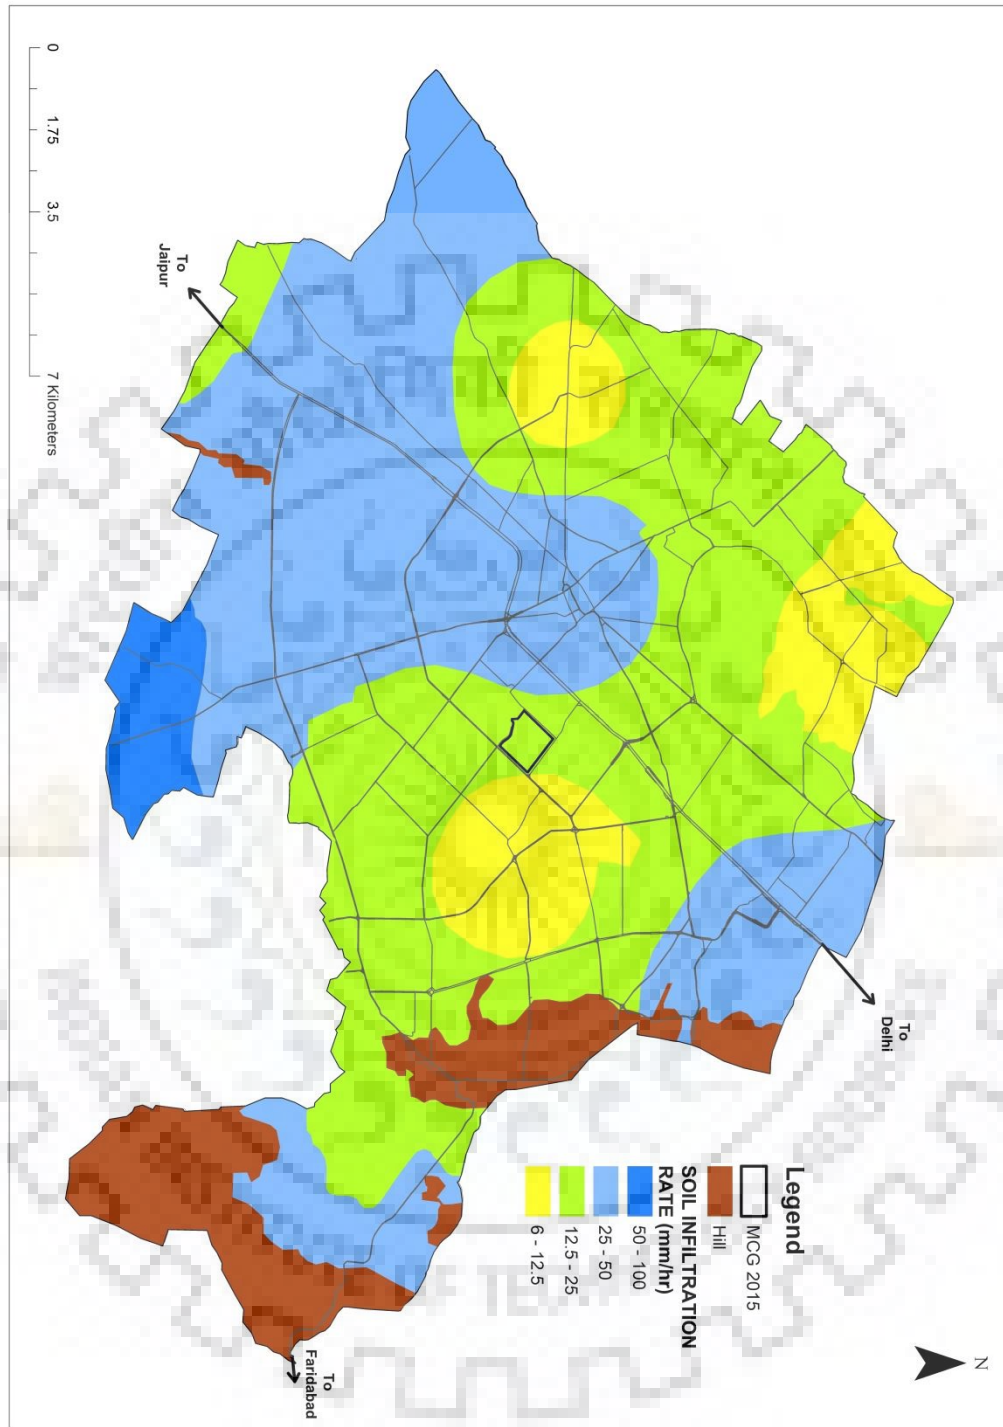 N
To
Delhi
Legend
MCG 2015
Hill
SOIL INFILTRATION
RATE (mm/hr)
50 - 100
25 - 50
12.5 - 25
6 - 12.5
To
Faridabad
To
Jaipur
0 1.75 3.5 7 Kilometers